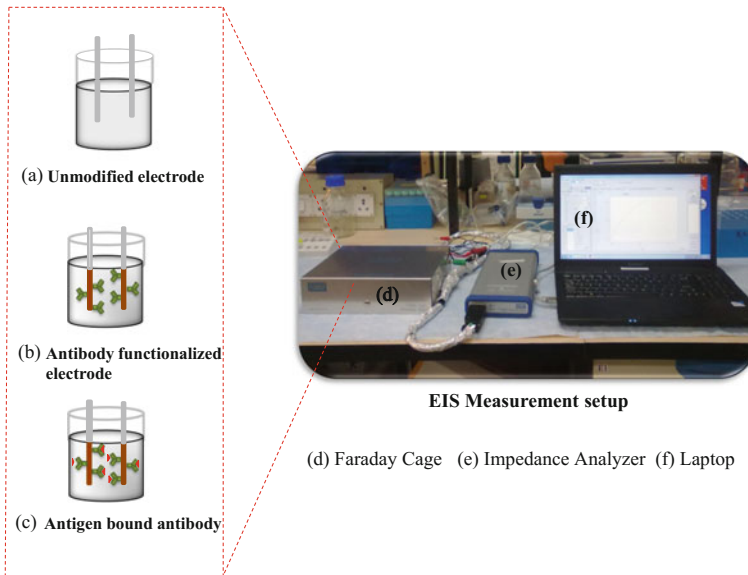 (a) Unmodified electrode
(b) Antibody functionalized
electrode
(c) Antigen bound antibody
(d)
(e)
(f)
EIS Measurement setup
(d) Faraday Cage (e) Impedance Analyzer (f) Laptop